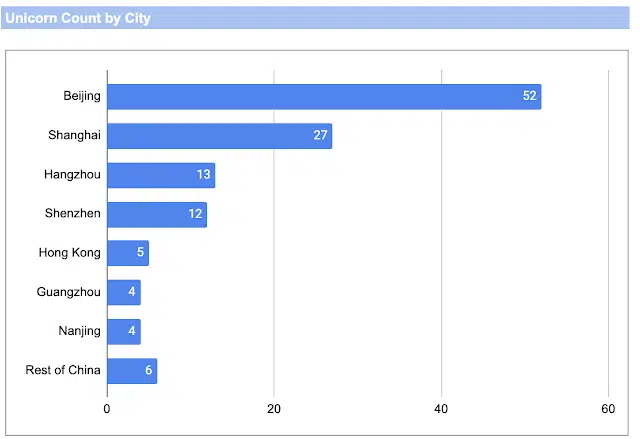 Unicorn Count by City
Beijing 52
Shanghai 27
Hangzhou 13
Shenzhen 12
Hong Kong 5
Guangzhou 4
Nanjing 4
Rest of China 6
0 20 40 60